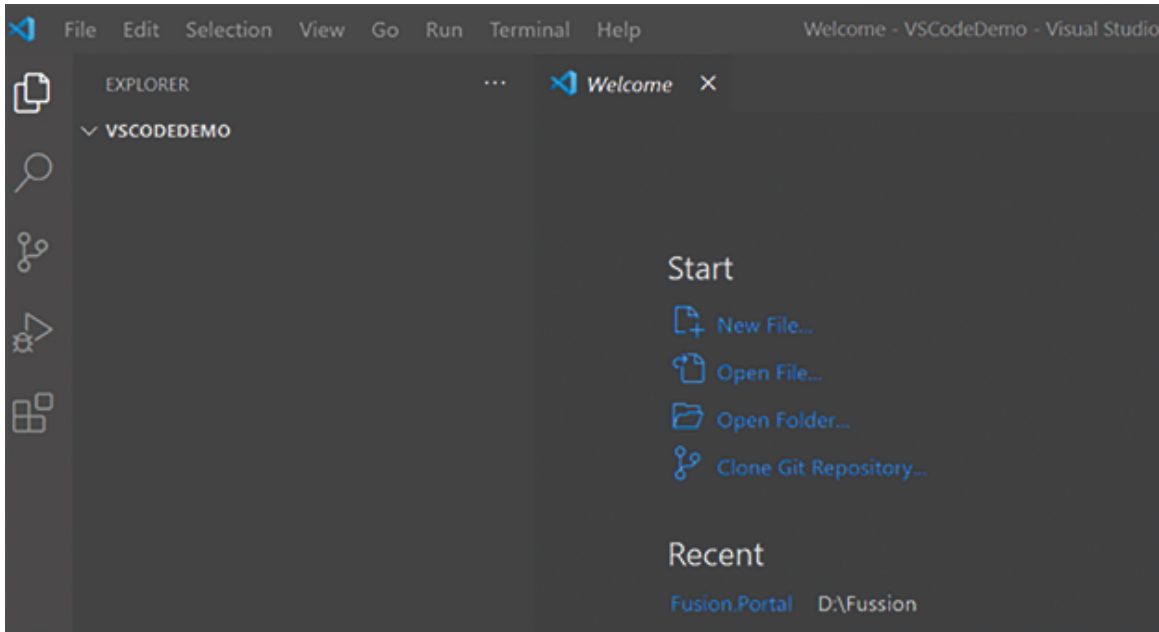 File Edit Selection View Go Run Terminal Help Welcome - VSCodeDemo - Visual Studio
EXPLORER ... Welcome ×
VSCODEDEMO
Start
New File...
Open File...
Open Folder...
Clone Git Repository...
Recent
Fusion.Portal D:\Fussion